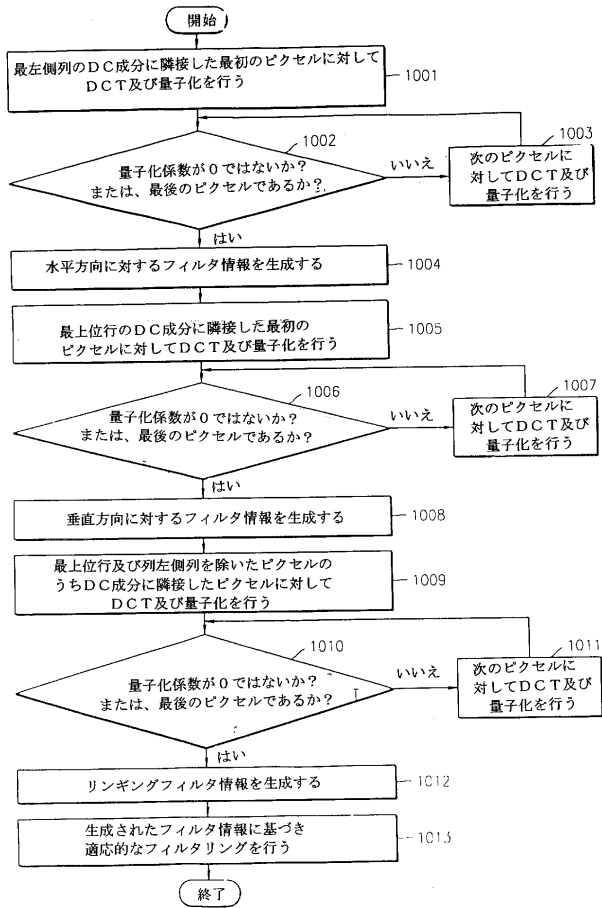 開始
最左側列のDC成分に隣接した最初のピクセルに対して
DCT及び量子化を行う
1001
1002
量子化係数が0ではないか?
または、最後のピクセルであるか?
いいえ
1003
次のピクセルに
対してDCT及び
量子化を行う
はい
水平方向に対するフィルタ情報を生成する
1004
最上位行のDC成分に隣接した最初の
ピクセルに対してDCT及び量子化を行う
1005
1006
量子化係数が0ではないか?
または、最後のピクセルであるか?
いいえ
1007
次のピクセルに
対してDCT及び
量子化を行う
はい
垂直方向に対するフィルタ情報を生成する
1008
最上位行及び列左側列を除いたピクセルの
うちDC成分に隣接したピクセルに対して
DCT及び量子化を行う
1009
1010
量子化係数が0ではないか?
または、最後のピクセルであるか?
いいえ
1011
次のピクセルに
対してDCT及び
量子化を行う
はい
リンギングフィルタ情報を生成する
1012
生成されたフィルタ情報に基づき
適応的なフィルタリングを行う
1013
終了